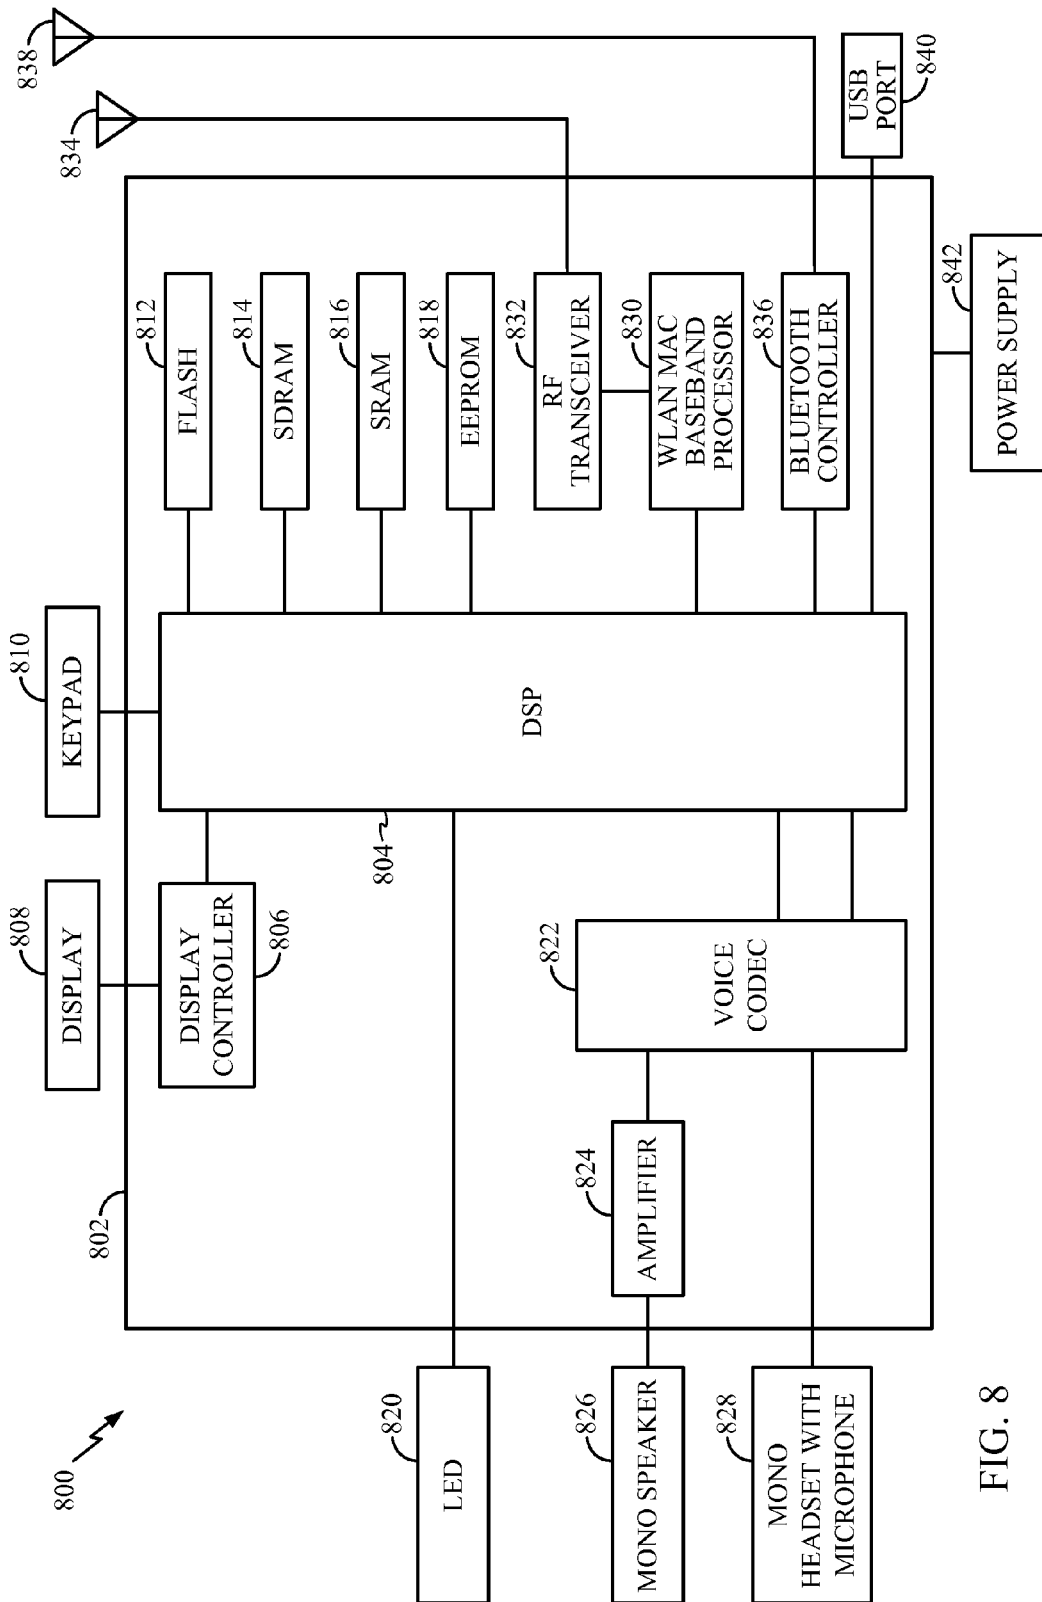 800
802
DISPLAY
808
KEYPAD
810
834
838
DISPLAY
CONTROLLER
806
804
DSP
FLASH
812
SDRAM
814
SRAM
816
EEPROM
818
RF
TRANSCEIVER
832
WLAN MAC
BASEBAND
PROCESSOR
830
BLUETOOTH
CONTROLLER
836
USB
PORT
840
LED
820
MONO SPEAKER
826
AMPLIFIER
824
VOICE
CODEC
822
MONO
HEADSET WITH
MICROPHONE
828
POWER SUPPLY
842
FIG. 8